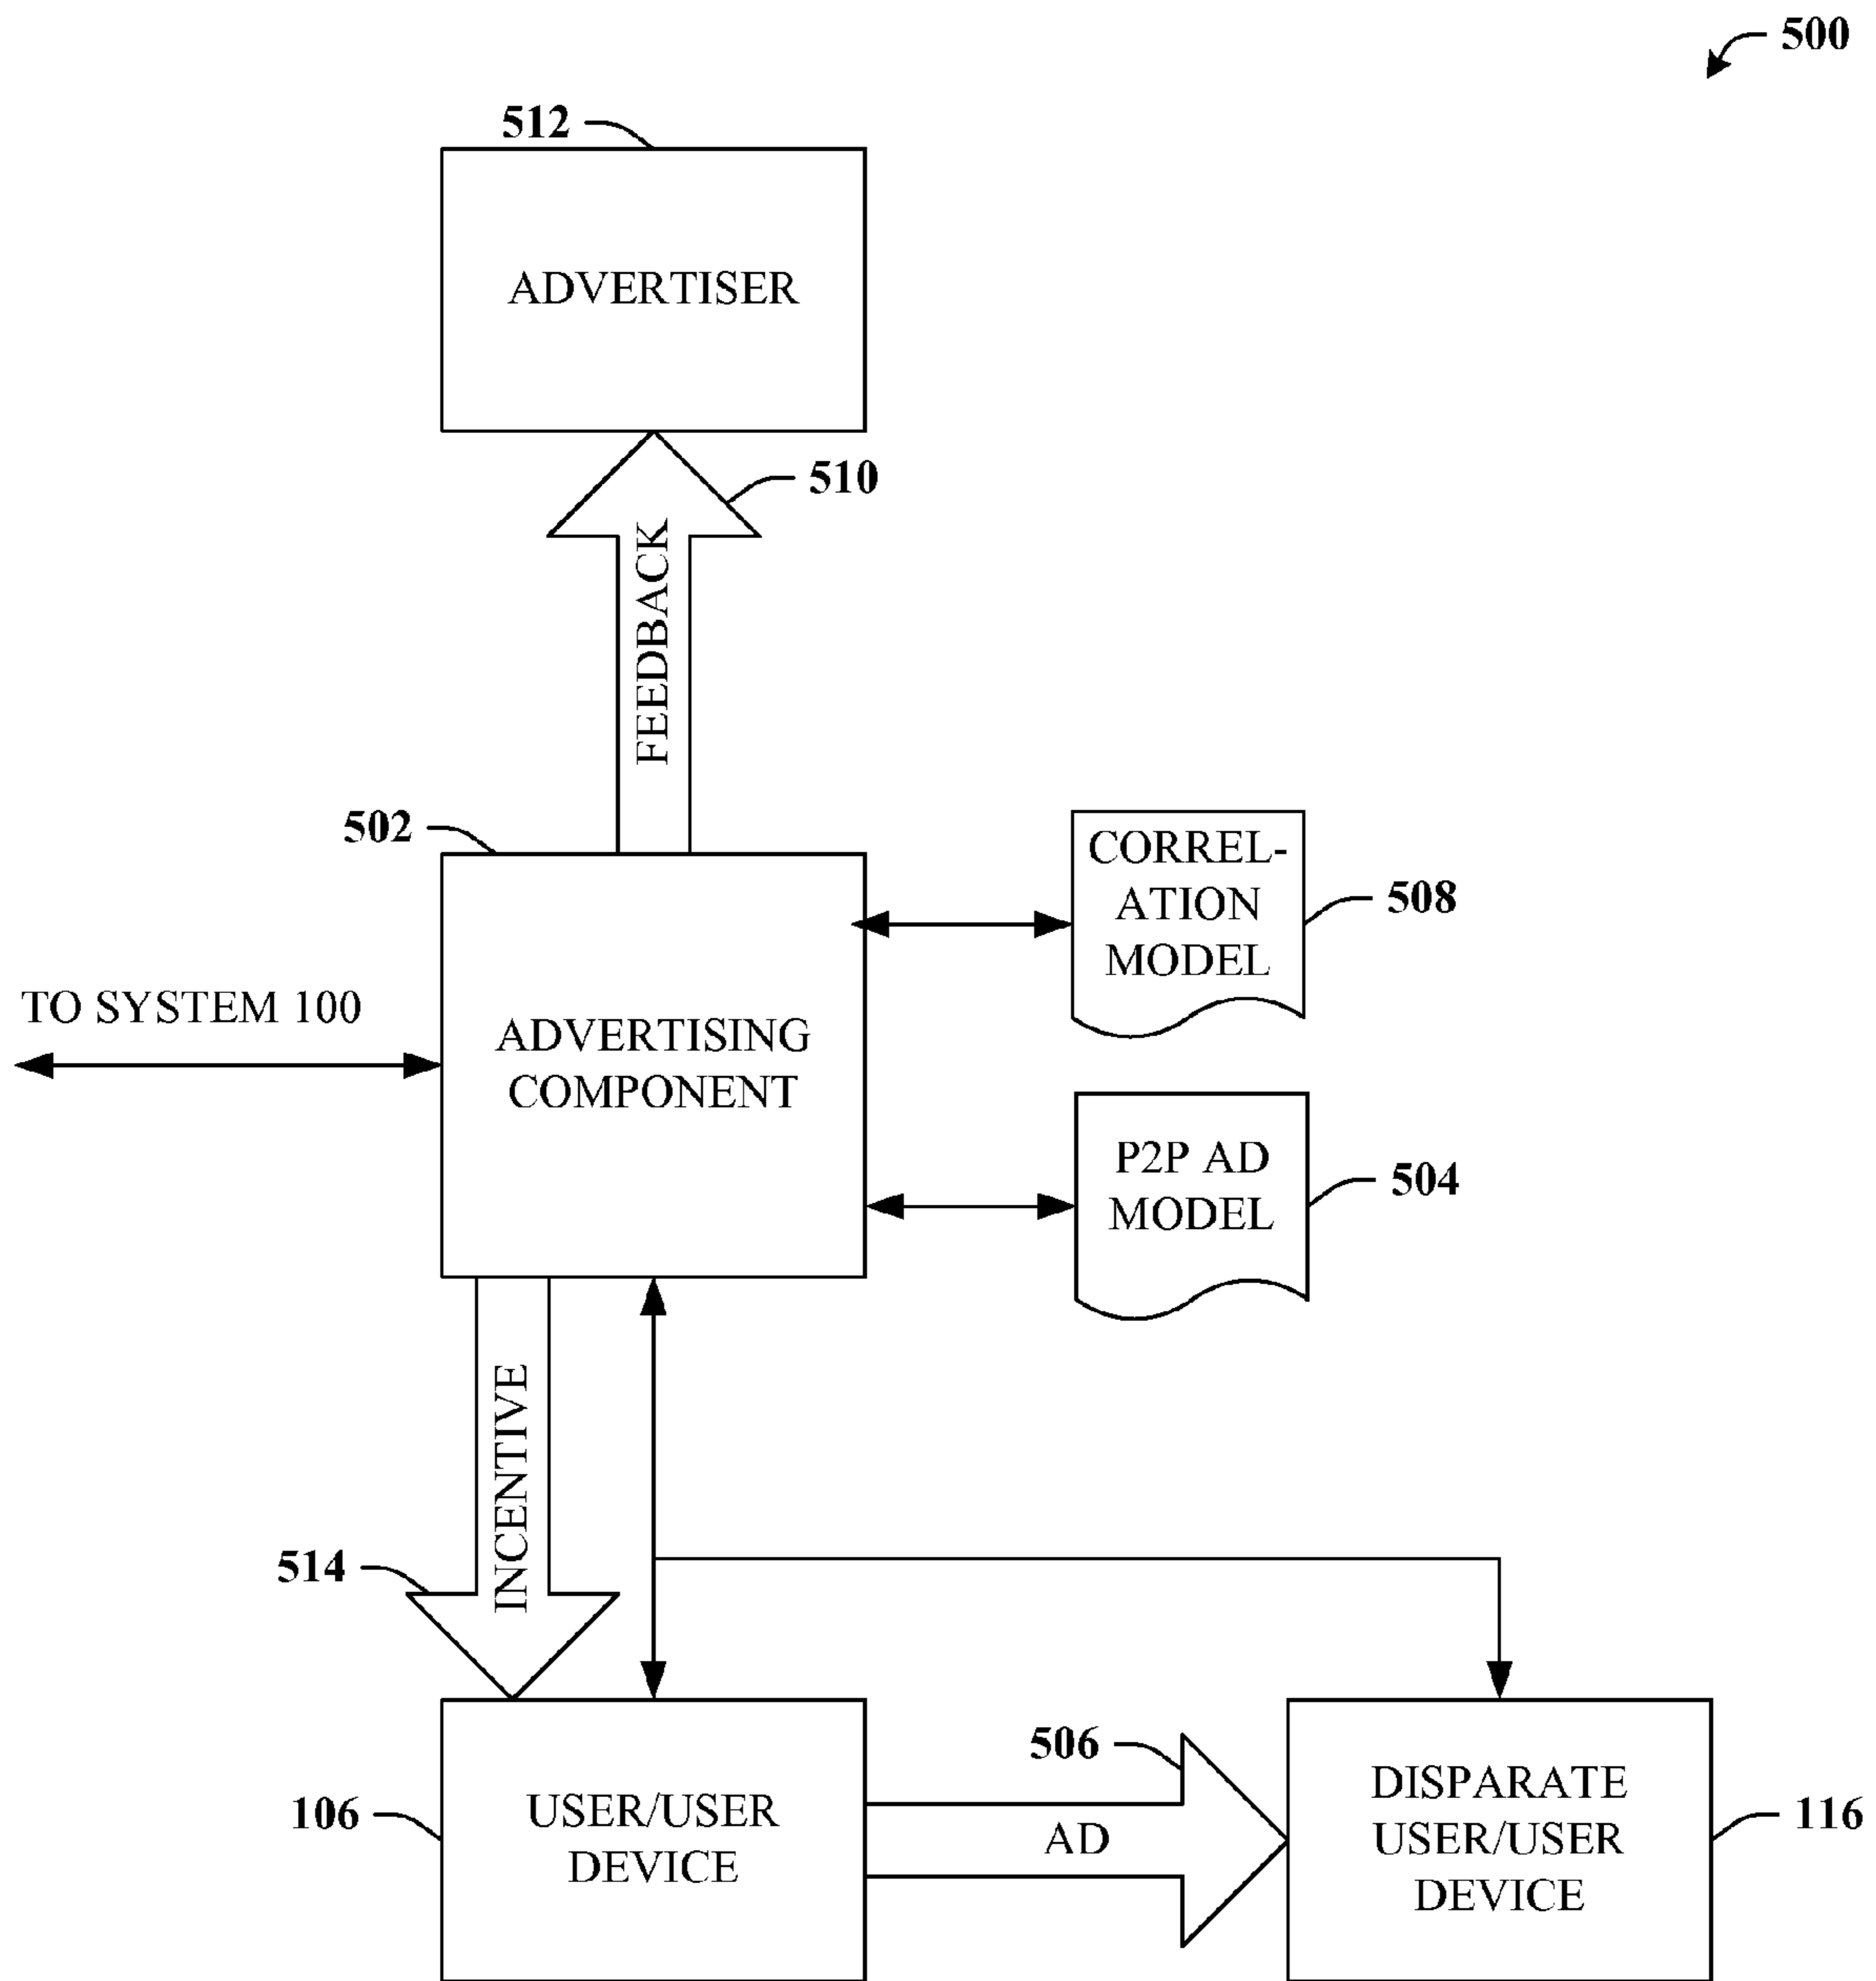 500
512
ADVERTISER
510
FEEDBACK
502
CORREL-
ATION
MODEL
508
TO SYSTEM 100
ADVERTISING
COMPONENT
P2P AD
MODEL
504
INCENTIVE
514
506
106
USER/USER
DEVICE
AD
DISPARATE
USER/USER
DEVICE
116